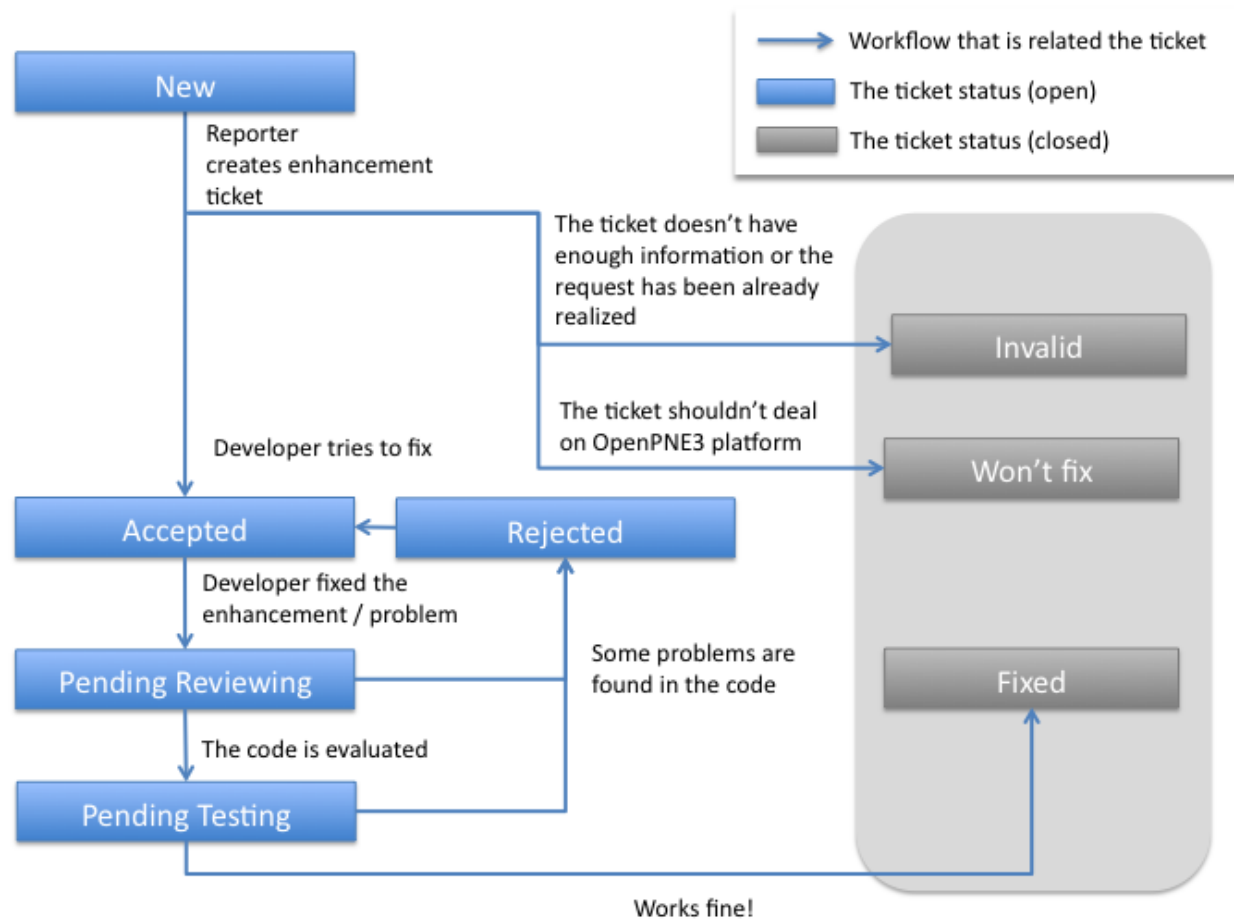 Workflow that is related the ticket
The ticket status (open)
The ticket status (closed)
New
Reporter
creates enhancement
ticket
The ticket doesn’t have
enough information or the
request has been already
realized
Invalid
The ticket shouldn’t deal
on OpenPNE3 platform
Won’t fix
Developer tries to fix
Accepted
Rejected
Developer fixed the
enhancement / problem
Some problems are
found in the code
Pending Reviewing
Fixed
The code is evaluated
Pending Testing
Works fine!